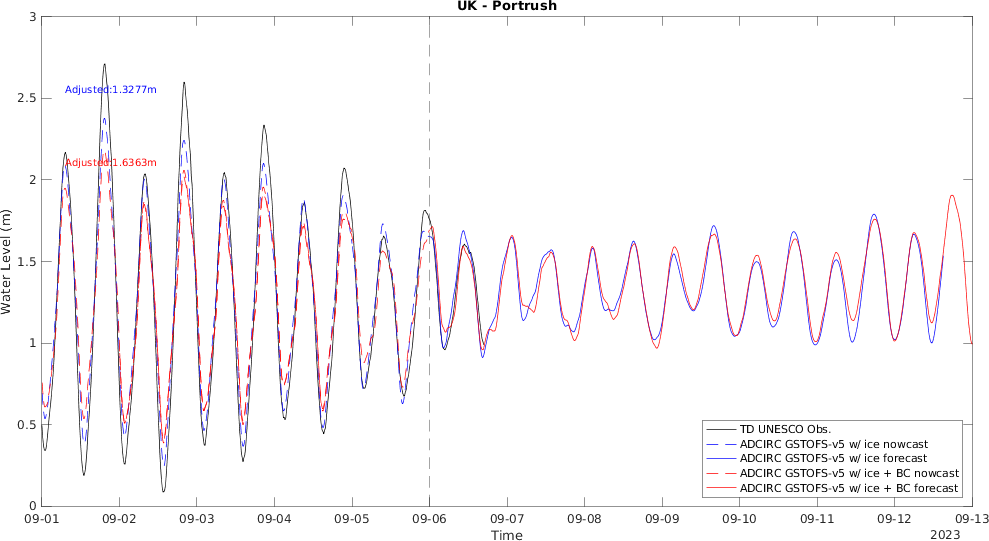 UK - Portrush
3
2.5
2
1.5
1
0.5
0
Water Level (m)
Adjusted:1.3277m
Adjusted:1.6363m
TD UNESCO Obs.
ADCIRC GSTOFS-v5 w/ ice nowcast
ADCIRC GSTOFS-v5 w/ ice forecast
ADCIRC GSTOFS-v5 w/ ice + BC nowcast
ADCIRC GSTOFS-v5 w/ ice + BC forecast
09-01 09-02 09-03 09-04 09-05 09-06 09-07 09-08 09-09 09-10 09-11 09-12 09-13
Time
2023